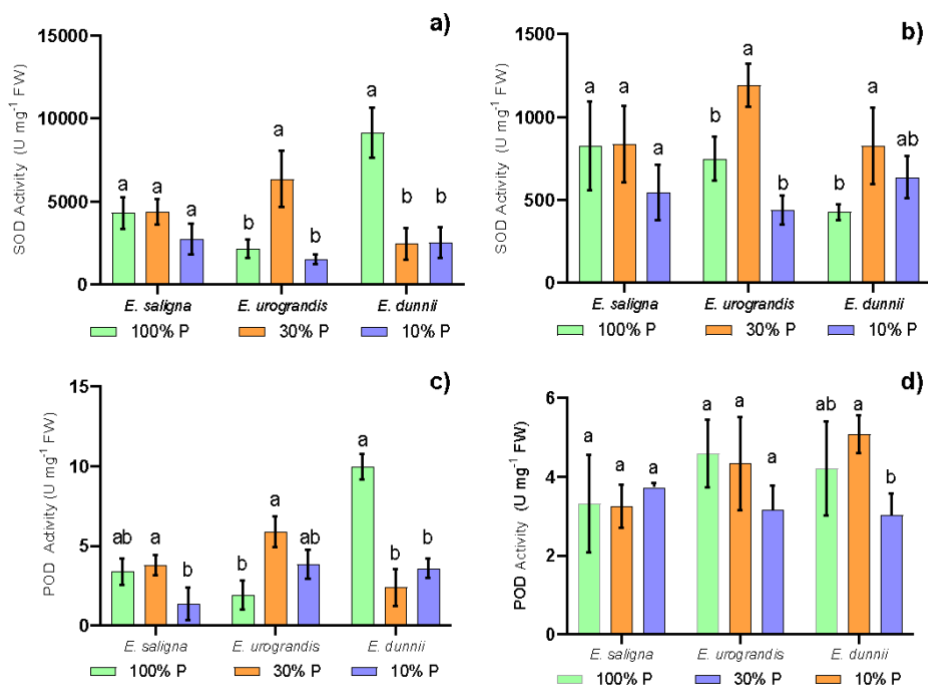 a)
SOD Activity (U mg⁻¹ FW)
15000
10000
5000
0
a a a b a b a b b
E. saligna E. urograndis E. dunnii
100% P 30% P 10% P
b)
SOD Activity (U mg⁻¹ FW)
1500
1000
500
0
a a a b a b b a ab
E. saligna E. urograndis E. dunnii
100% P 30% P 10% P
c)
POD Activity (U mg⁻¹ FW)
15
10
5
0
ab a b b a ab a b b
E. saligna E. urograndis E. dunnii
100% P 30% P 10% P
d)
POD Activity (U mg⁻¹ FW)
6
4
2
0
a a a a a a ab a b
E. saligna E. urograndis E. dunnii
100% P 30% P 10% P